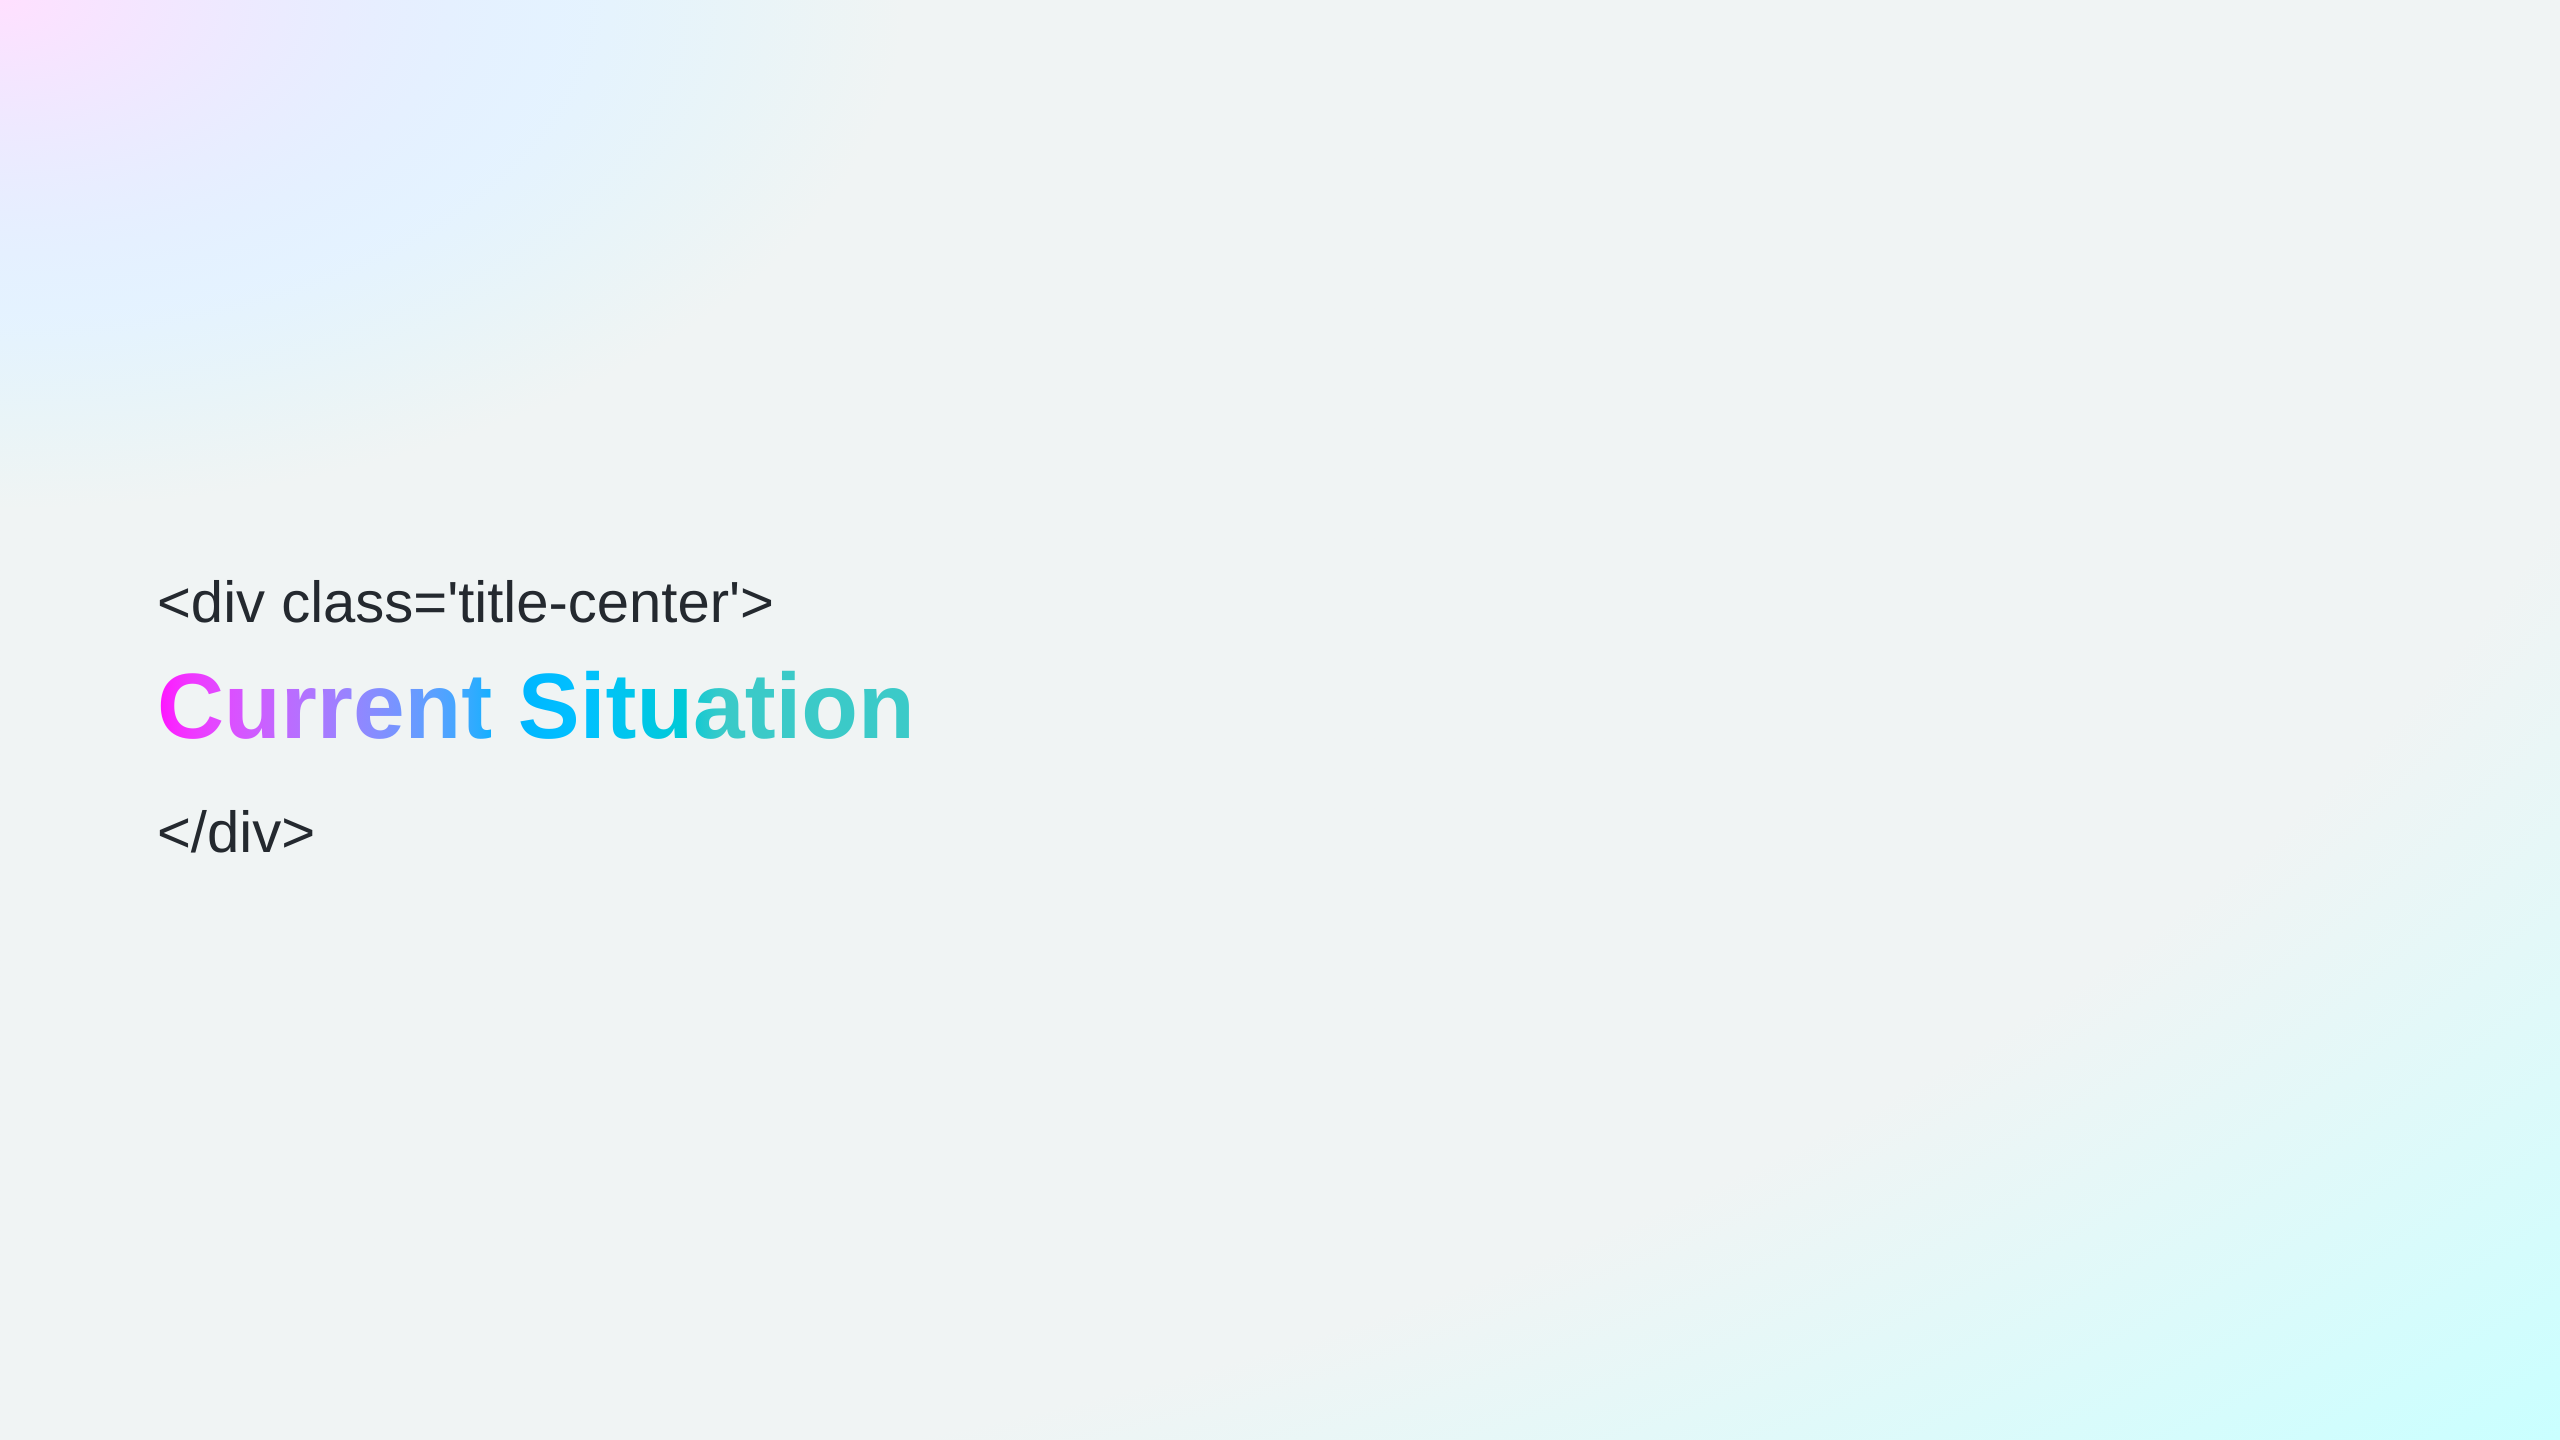 <div class='title-center'>
Current Situation
</div>